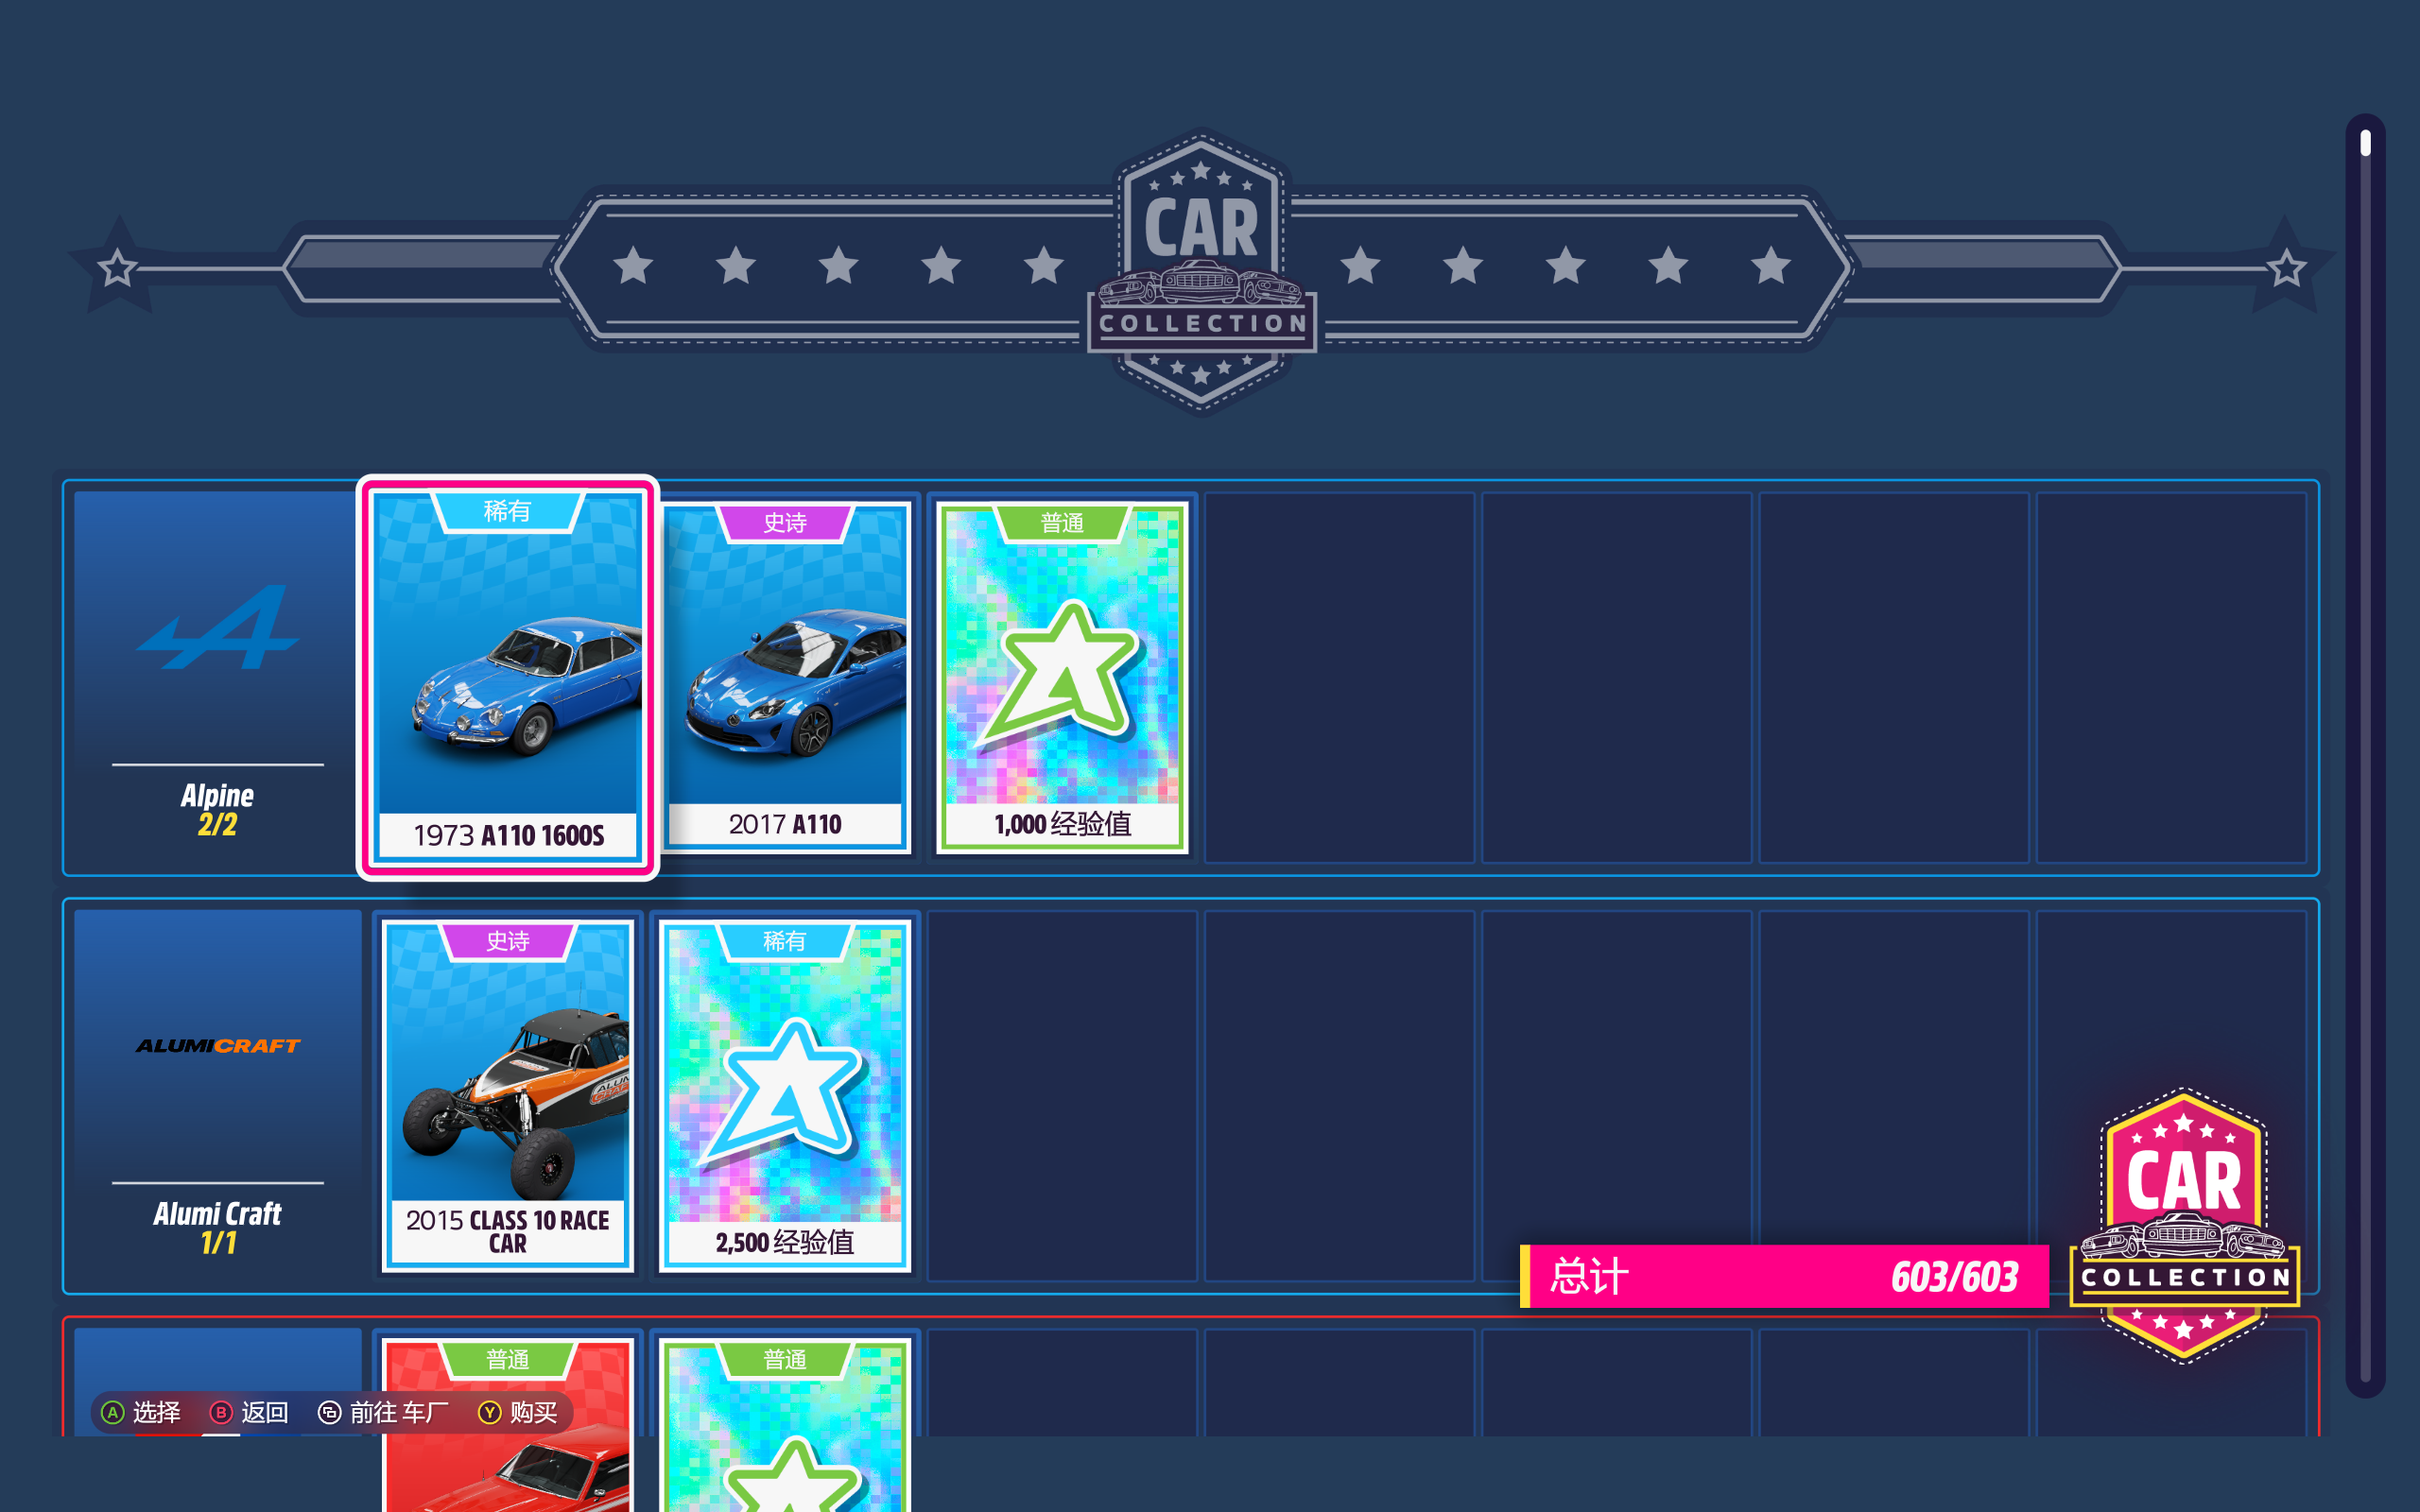 CAR
COLLECTION
稀有
1973 A110 1600S
史诗
2017 A110
普通
1,000 经验值
Alpine
2/2
ALUMICRAFT
Alumi Craft
1/1
史诗
2015 CLASS 10 RACE
CAR
稀有
2,500 经验值
总计 603/603
CAR
COLLECTION
普通
普通
A 选择 B 返回 前往 车厂 Y 购买